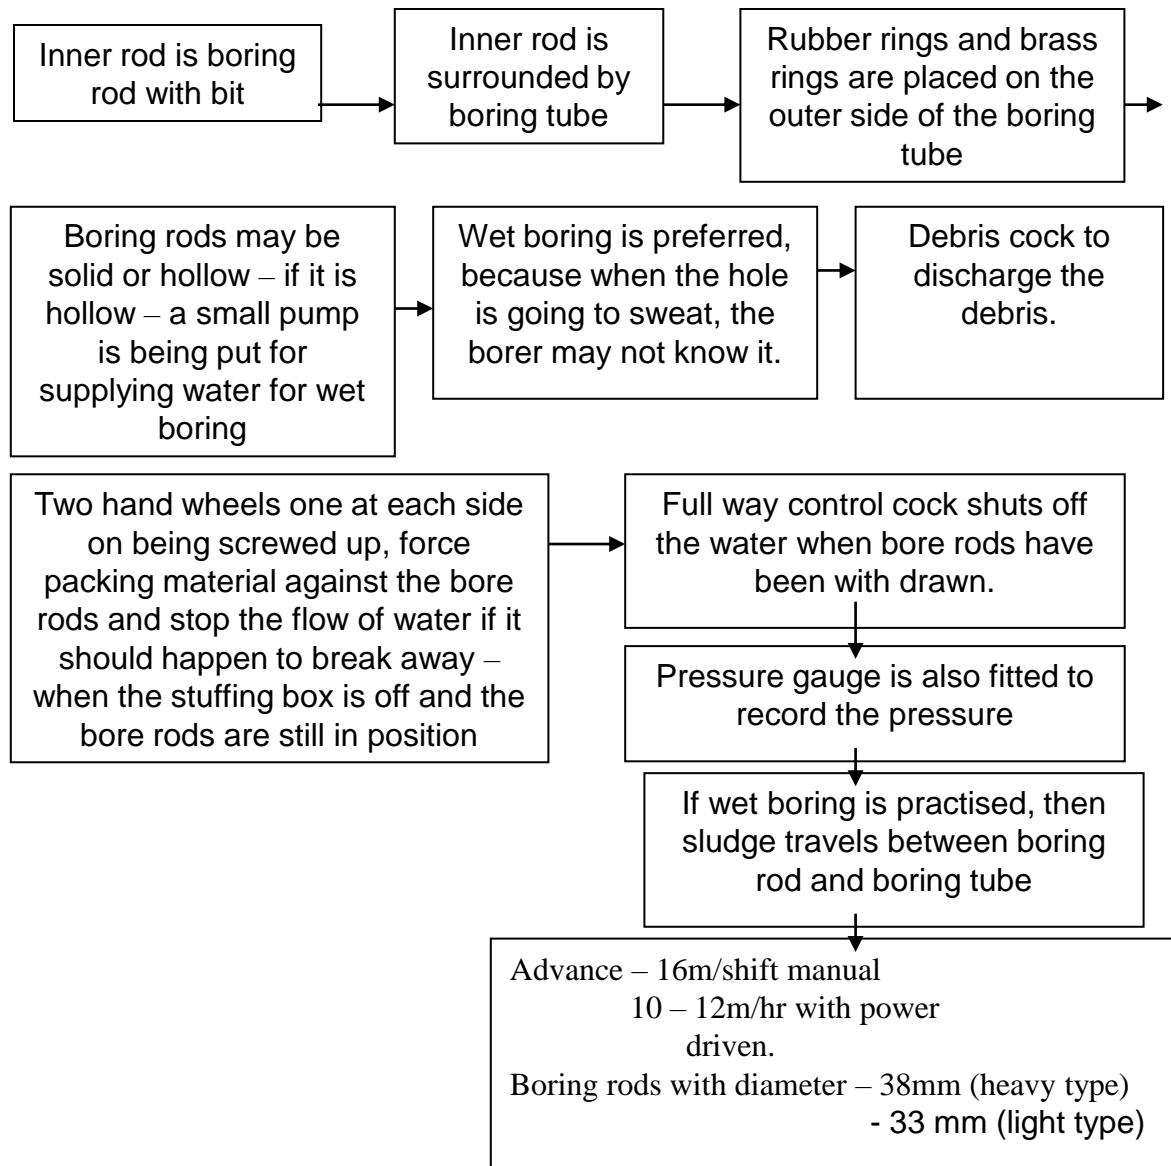 Inner rod is boring
rod with bit
Inner rod is
surrounded by
boring tube
Rubber rings and brass
rings are placed on the
outer side of the boring
tube
Boring rods may be
solid or hollow – if it is
hollow – a small pump
is being put for
supplying water for wet
boring
Wet boring is preferred,
because when the hole
is going to sweat, the
borer may not know it.
Debris cock to
discharge the
debris.
Two hand wheels one at each side
on being screwed up, force
packing material against the bore
rods and stop the flow of water if it
should happen to break away –
when the stuffing box is off and the
bore rods are still in position
Full way control cock shuts off
the water when bore rods have
been with drawn.
Pressure gauge is also fitted to
record the pressure
If wet boring is practised, then
sludge travels between boring
rod and boring tube
Advance – 16m/shift manual
10 – 12m/hr with power
driven.
Boring rods with diameter – 38mm (heavy type)
- 33 mm (light type)